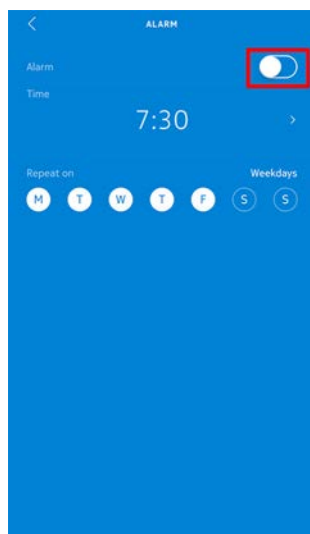 ALARM
Alarm
Time
7:30
Repeat on Weekdays
M T W T F S S